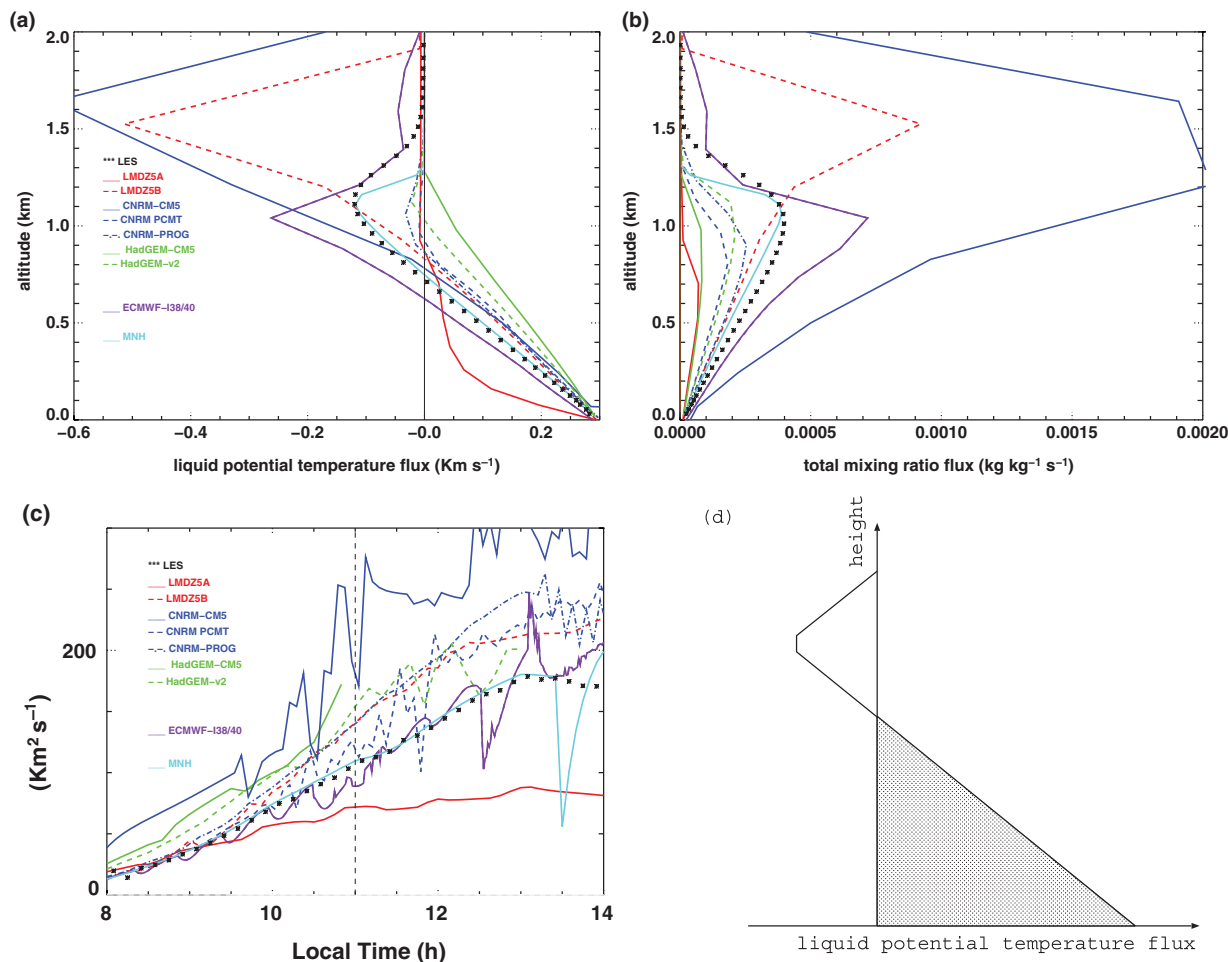 (a)
2.0
1.5
1.0
0.5
0.0
altitude (km)
*** LES
LMDZ5A
LMDZ5B
CNRM-CM5
CNRM PCMT
CNRM-PROG
HadGEM-CM5
HadGEM-v2
ECMWF-I38/40
MNH
−0.6 −0.4 −0.2 −0.0 0.2
liquid potential temperature flux (Km s⁻¹)
(b)
2.0
1.5
1.0
0.5
0.0
altitude (km)
0.0000 0.0005 0.0010 0.0015 0.0020
total mixing ratio flux (kg kg⁻¹ s⁻¹)
(c)
200
0
(Km² s⁻¹)
*** LES
LMDZ5A
LMDZ5B
CNRM-CM5
CNRM PCMT
CNRM-PROG
HadGEM-CM5
HadGEM-v2
ECMWF-I38/40
MNH
8 10 12 14
Local Time (h)
(d)
height
liquid potential temperature flux